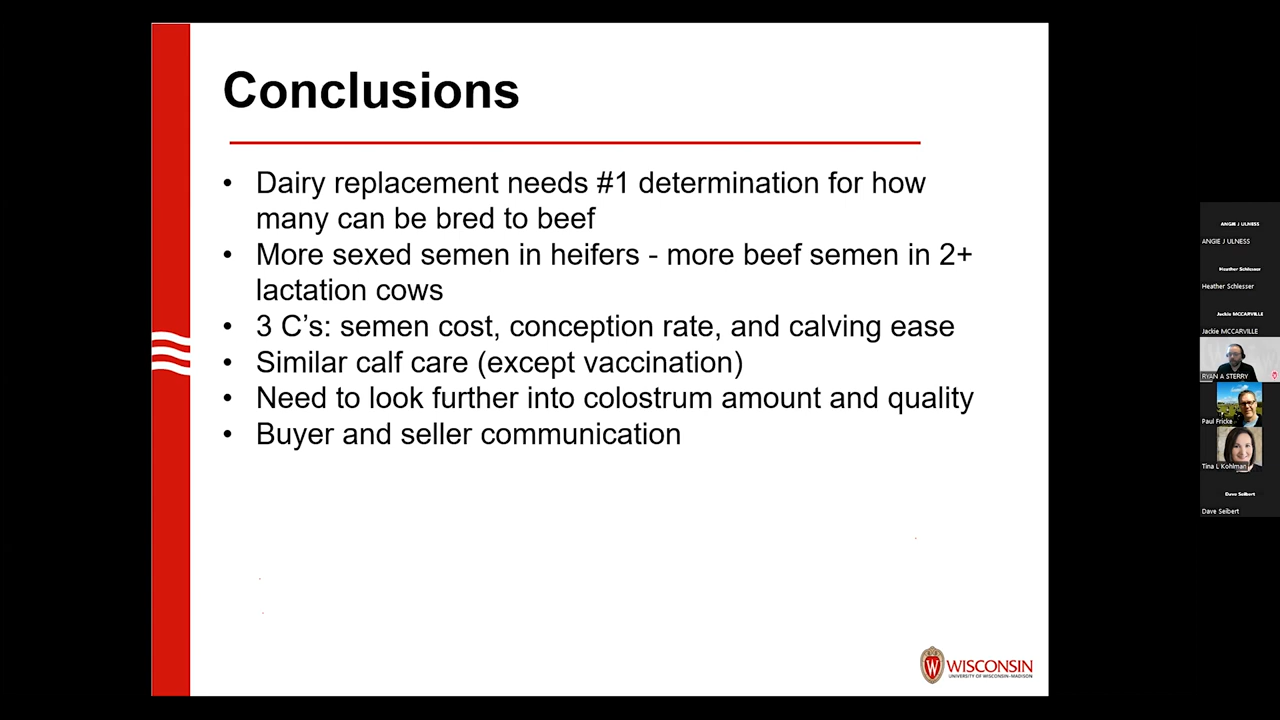 Conclusions
• Dairy replacement needs #1 determination for how
many can be bred to beef
• More sexed semen in heifers - more beef semen in 2+
lactation cows
• 3 C’s: semen cost, conception rate, and calving ease
• Similar calf care (except vaccination)
• Need to look further into colostrum amount and quality
• Buyer and seller communication
W WISCONSIN
UNIVERSITY OF WISCONSIN–MADISON
ANGIE J ULNESS
ANGIE J ULNESS
Heather Schlesser
Heather Schlesser
Jackie MCCARVILLE
Jackie MCCARVILLE
RYAN A STERRY
Paul Fricke
Tina L Kohlman
Dave Seibert
Dave Seibert